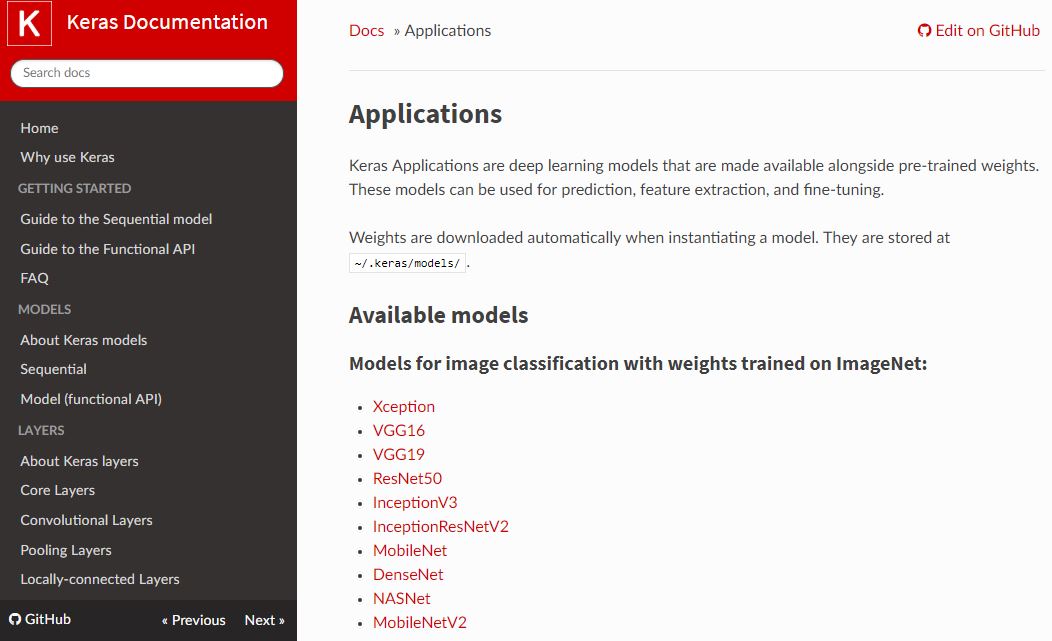 K Keras Documentation
Search docs
Home
Why use Keras
GETTING STARTED
Guide to the Sequential model
Guide to the Functional API
FAQ
MODELS
About Keras models
Sequential
Model (functional API)
LAYERS
About Keras layers
Core Layers
Convolutional Layers
Pooling Layers
Locally-connected Layers
GitHub « Previous Next »
Docs » Applications Edit on GitHub
Applications
Keras Applications are deep learning models that are made available alongside pre-trained weights.
These models can be used for prediction, feature extraction, and fine-tuning.
Weights are downloaded automatically when instantiating a model. They are stored at
~/.keras/models/ .
Available models
Models for image classification with weights trained on ImageNet:
• Xception
• VGG16
• VGG19
• ResNet50
• InceptionV3
• InceptionResNetV2
• MobileNet
• DenseNet
• NASNet
• MobileNetV2